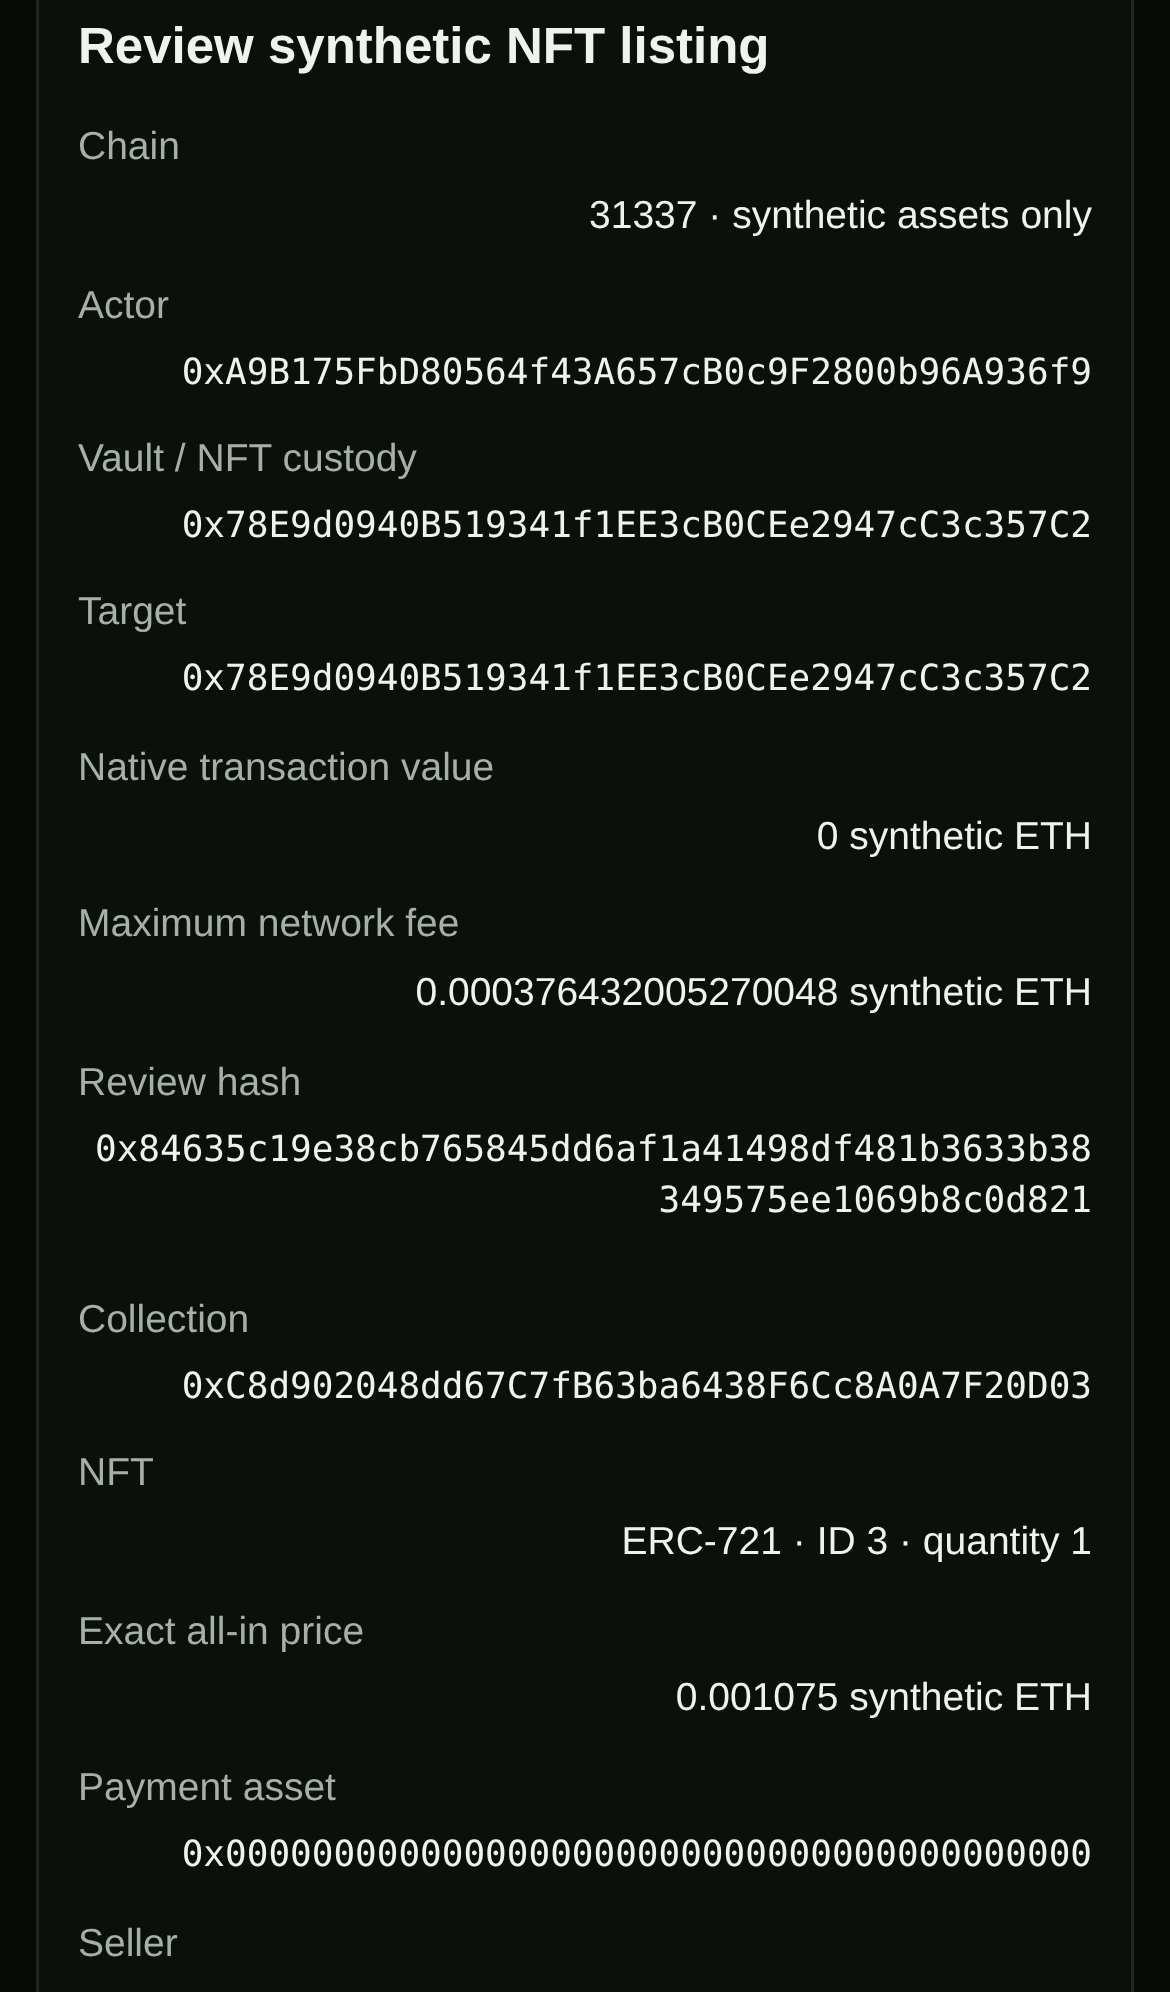 Review synthetic NFT listing
Chain
31337 · synthetic assets only
Actor
0xA9B175FbD80564f43A657cB0c9F2800b96A936f9
Vault / NFT custody
0x78E9d0940B519341f1EE3cB0CEe2947cC3c357C2
Target
0x78E9d0940B519341f1EE3cB0CEe2947cC3c357C2
Native transaction value
0 synthetic ETH
Maximum network fee
0.000376432005270048 synthetic ETH
Review hash
0x84635c19e38cb765845dd6af1a41498df481b3633b38
349575ee1069b8c0d821
Collection
0xC8d902048dd67C7fB63ba6438F6Cc8A0A7F20D03
NFT
ERC-721 · ID 3 · quantity 1
Exact all-in price
0.001075 synthetic ETH
Payment asset
0x0000000000000000000000000000000000000000
Seller